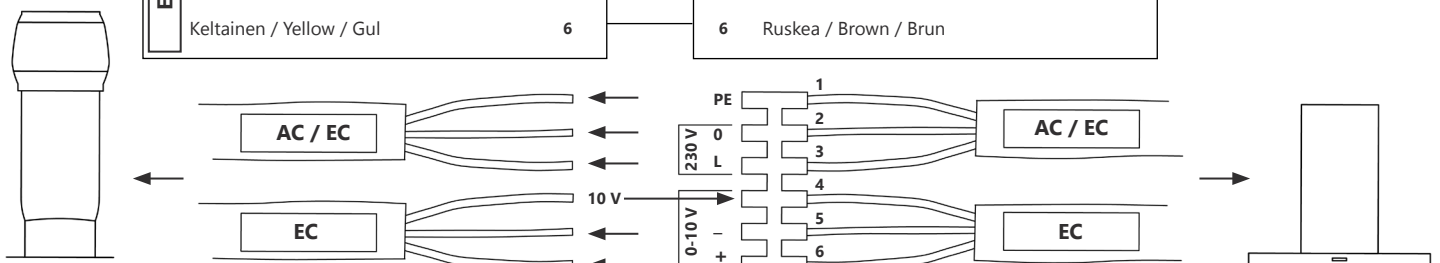 E
Keltainen / Yellow / Gul 6 6 Ruskea / Brown / Brun
1
PE
AC / EC AC / EC
2
230 V 0
3
L
4
10 V
5
0-10 V –
EC EC
6
+